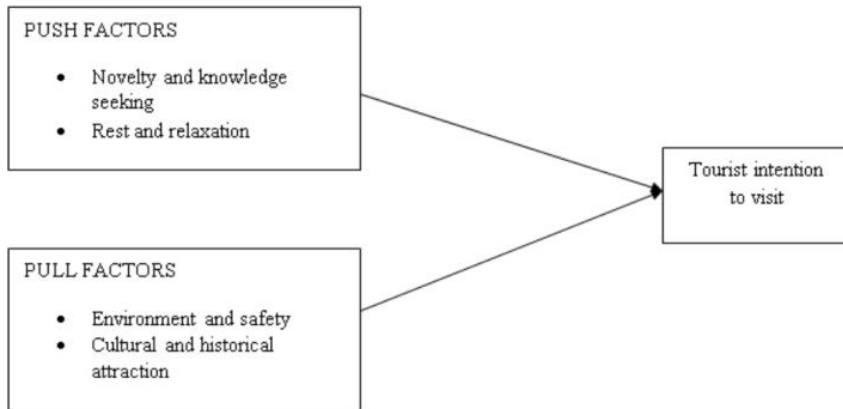 PUSH FACTORS
• Novelty and knowledge
seeking
• Rest and relaxation
Tourist intention
to visit
PULL FACTORS
• Environment and safety
• Cultural and historical
attraction